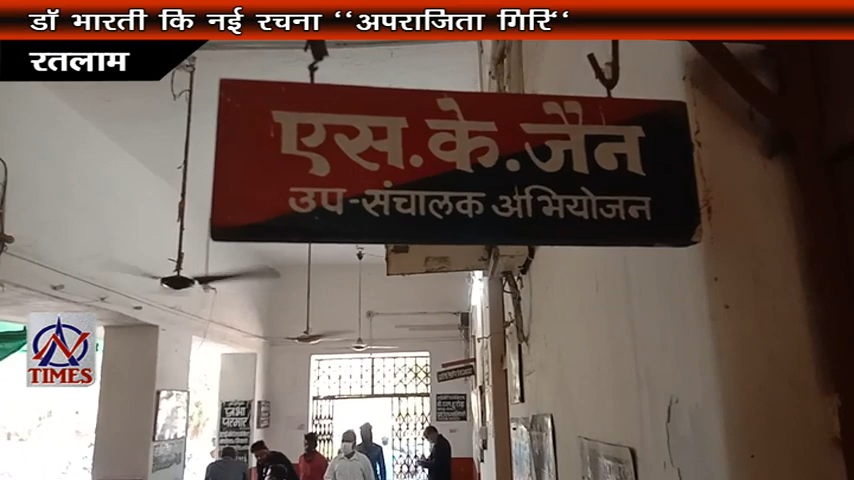 डॉ भारती कि नई रचना “अपराजिता गिरि“
रतलाम
एस.के.जैन
उप-संचालक अभियोजन
TIMES